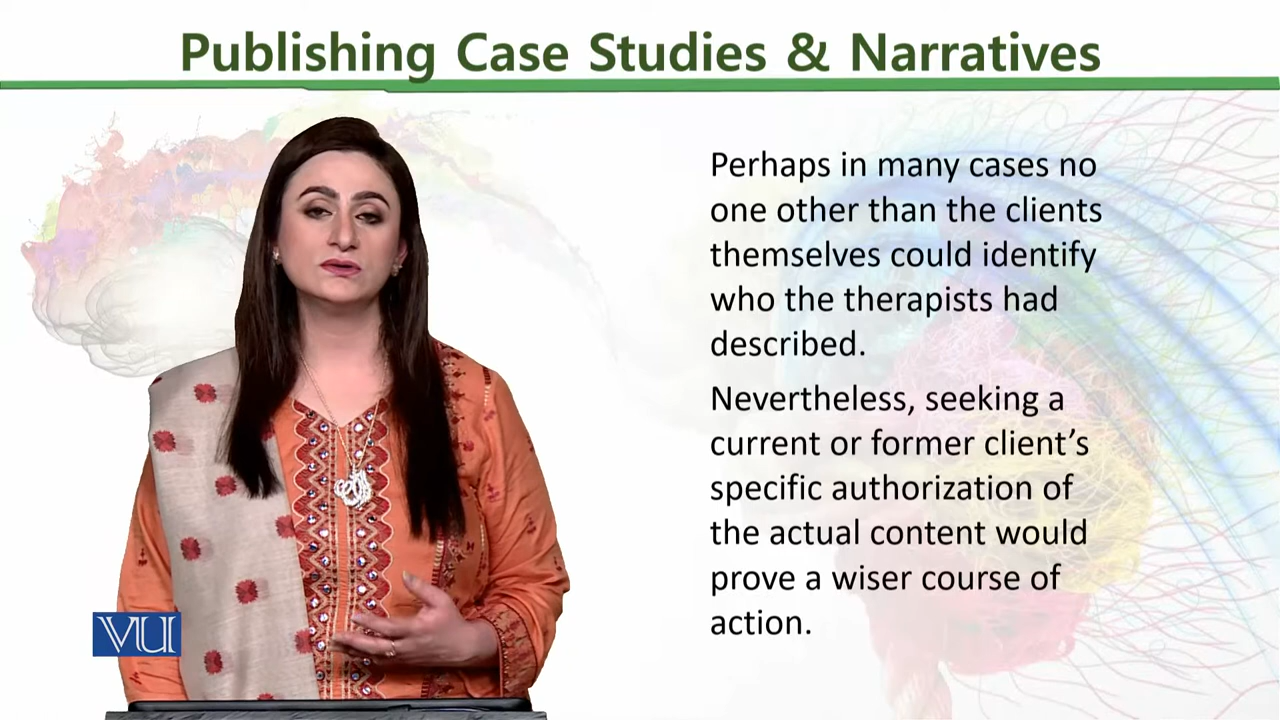 Publishing Case Studies & Narratives
Perhaps in many cases no
one other than the clients
themselves could identify
who the therapists had
described.
Nevertheless, seeking a
current or former client’s
specific authorization of
the actual content would
prove a wiser course of
action.
VU